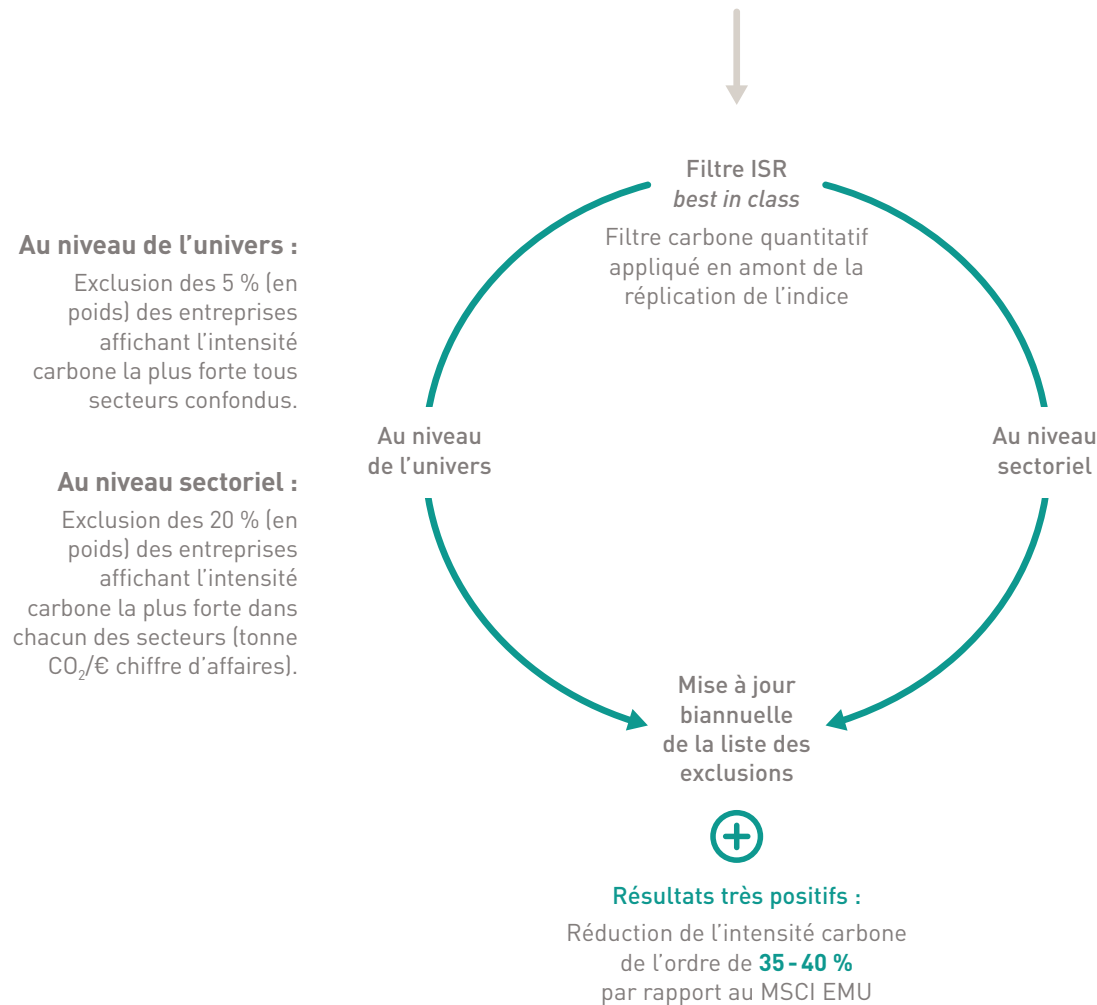 Filtre ISR
best in class
Filtre carbone quantitatif
appliqué en amont de la
réplication de l’indice
Au niveau de l’univers :
Exclusion des 5 % (en
poids) des entreprises
affichant l’intensité
carbone la plus forte tous
secteurs confondus.
Au niveau sectoriel :
Exclusion des 20 % (en
poids) des entreprises
affichant l’intensité
carbone la plus forte dans
chacun des secteurs (tonne
CO₂/€ chiffre d’affaires).
Au niveau
de l’univers
Au niveau
sectoriel
Mise à jour
biannuelle
de la liste des
exclusions
Résultats très positifs :
Réduction de l’intensité carbone
de l’ordre de 35 - 40 %
par rapport au MSCI EMU